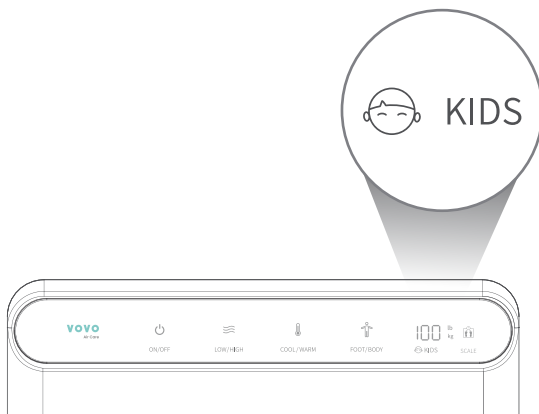 KIDS
VOVO
Air Care
ON/OFF
LOW/HIGH
COOL/WARM
FOOT/BODY
100 lb kg
KIDS
SCALE